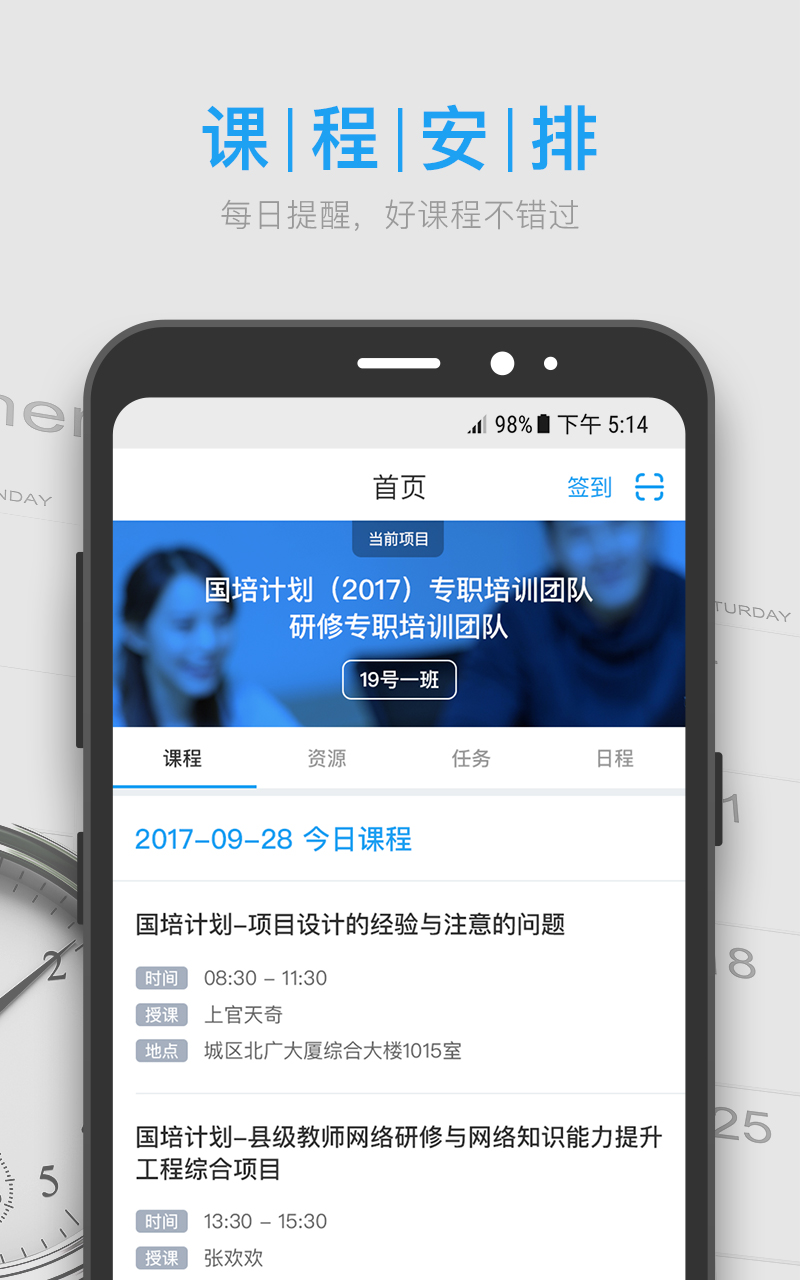 课|程|安|排
每日提醒，好课程不错过
98% 下午 5:14
首页
签到
当前项目
国培计划（2017）专职培训团队
研修专职培训团队
19号一班
课程 资源 任务 日程
2017-09-28 今日课程
国培计划-项目设计的经验与注意的问题
时间 08:30 - 11:30
授课 上官天奇
地点 城区北广大厦综合大楼1015室
国培计划-县级教师网络研修与网络知识能力提升
工程综合项目
时间 13:30 - 15:30
授课 张欢欢
NDAY
TURDAY
1
18
25
2
5